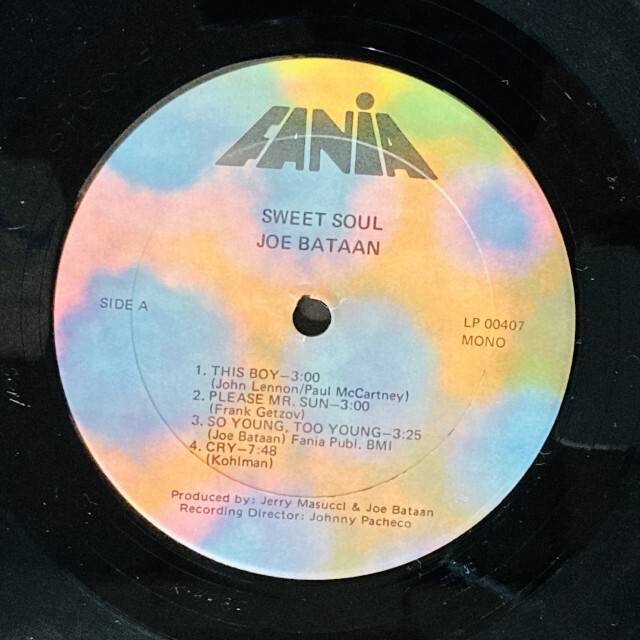 FANiA
SWEET SOUL
JOE BATAAN
SIDE A
LP 00407
MONO
1. THIS BOY—3:00
(John Lennon/Paul McCartney)
2. PLEASE MR. SUN—3:00
(Frank Getzov)
3. SO YOUNG, TOO YOUNG—3:25
(Joe Bataan) Fania Publ. BMI
4. CRY—7:48
(Kohlman)
Produced by: Jerry Masucci & Joe Bataan
Recording Director: Johnny Pacheco